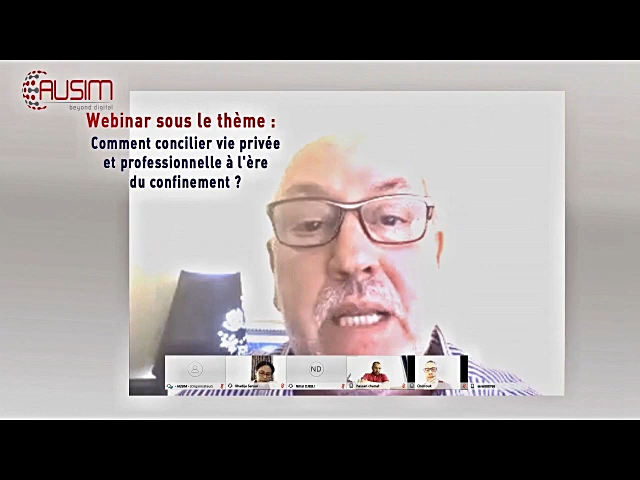 AUSIM
beyond digital
Webinar sous le thème :
Comment concilier vie privée
et professionnelle à l'ère
du confinement ?
ND